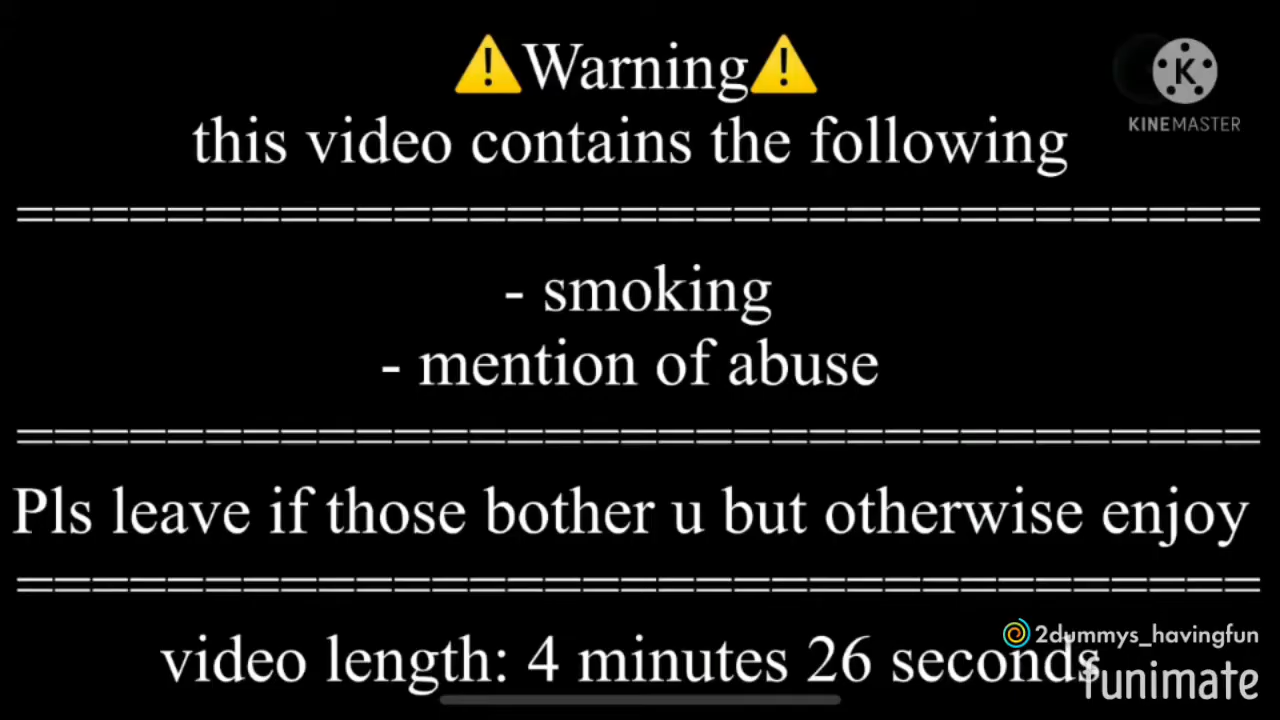 ⚠️Warning⚠️
K
KINEMASTER
this video contains the following
==================================
- smoking
- mention of abuse
==================================
Pls leave if those bother u but otherwise enjoy
==================================
2dummys_havingfun
video length: 4 minutes 26 seconds
funimate